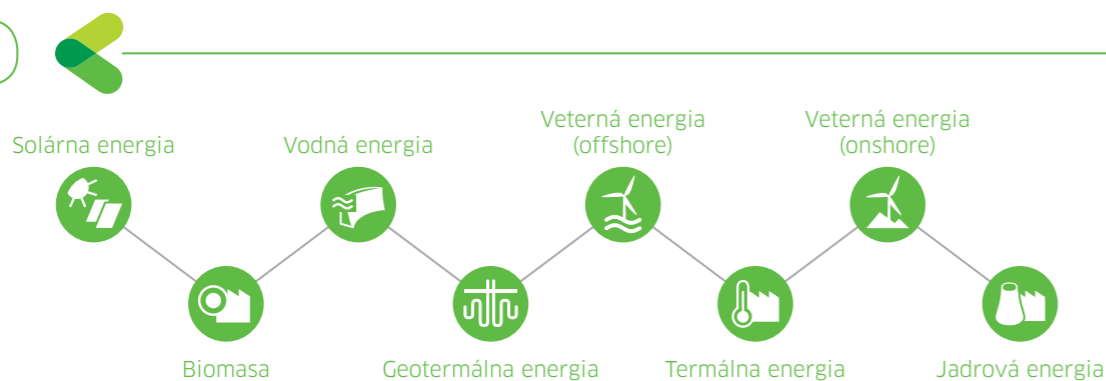 Solárna energia
Vodná energia
Veterná energia
(offshore)
Veterná energia
(onshore)
Biomasa
Geotermálna energia
Termálna energia
Jadrová energia